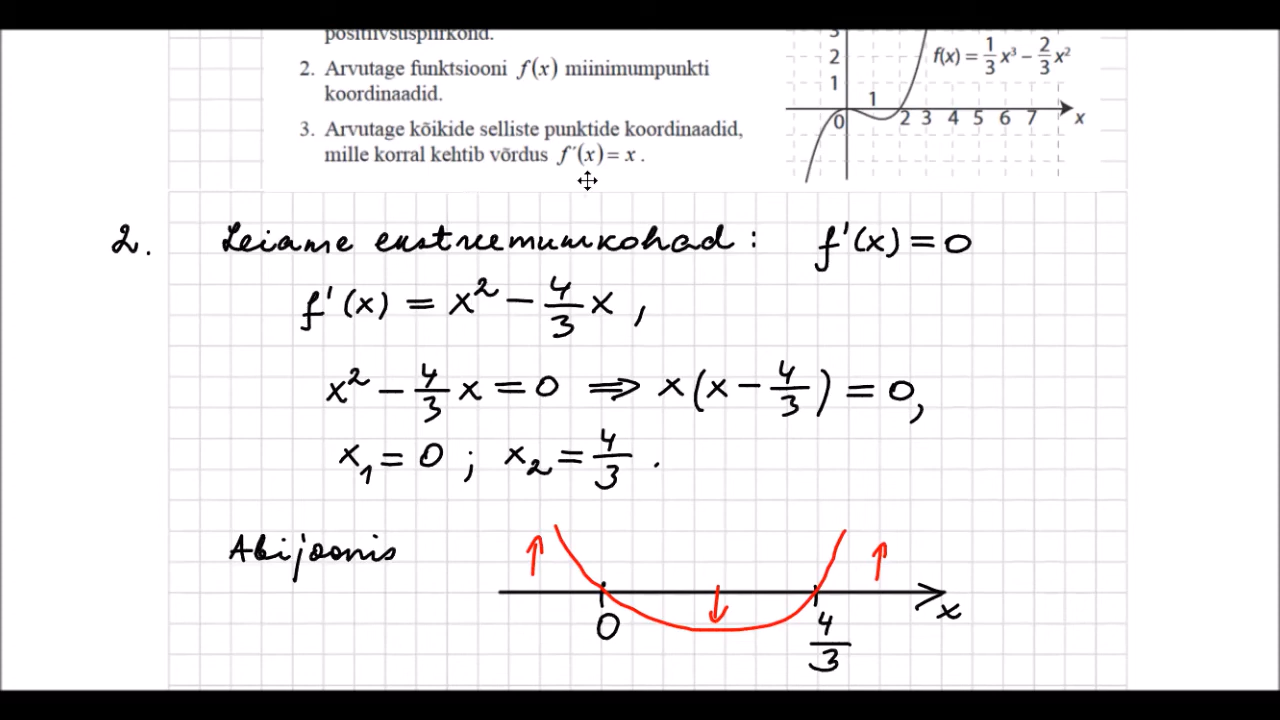 positiivsuspiirkond.
2. Arvutage funktsiooni f(x) miinimumpunkti
koordinaadid.
3. Arvutage kõikide selliste punktide koordinaadid,
mille korral kehtib võrdus f′(x) = x .
3
2
1
f(x) = 1/3 x³ − 2/3 x²
1
0 2 3 4 5 6 7 x
2. Leiame ekstreemumkohad : f'(x) = 0
f'(x) = x² − 4/3 x ,
x² − 4/3 x = 0 ⇒ x(x − 4/3) = 0,
x₁ = 0 ; x₂ = 4/3 .
Abijoonis
0 4/3 x